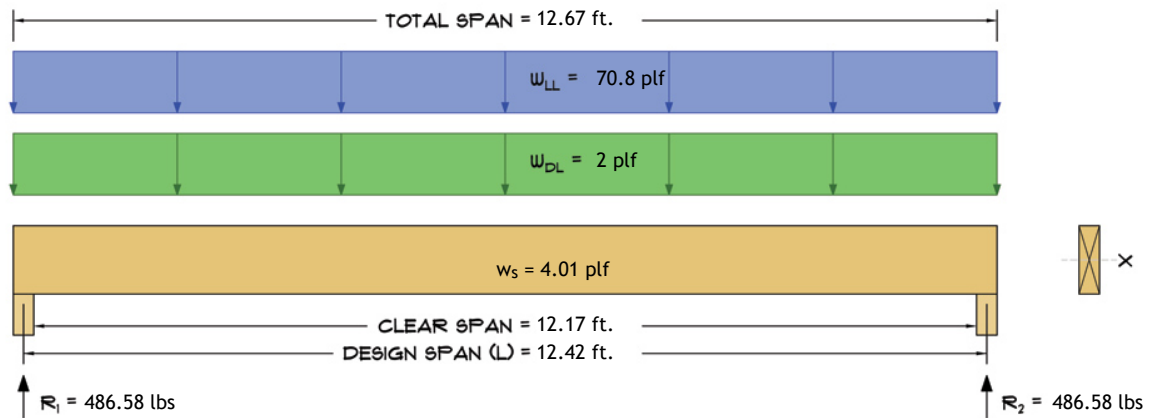 TOTAL SPAN = 12.67 ft.
wLL = 70.8 plf
wDL = 2 plf
ws = 4.01 plf
X
CLEAR SPAN = 12.17 ft.
DESIGN SPAN (L) = 12.42 ft.
R1 = 486.58 lbs
R2 = 486.58 lbs